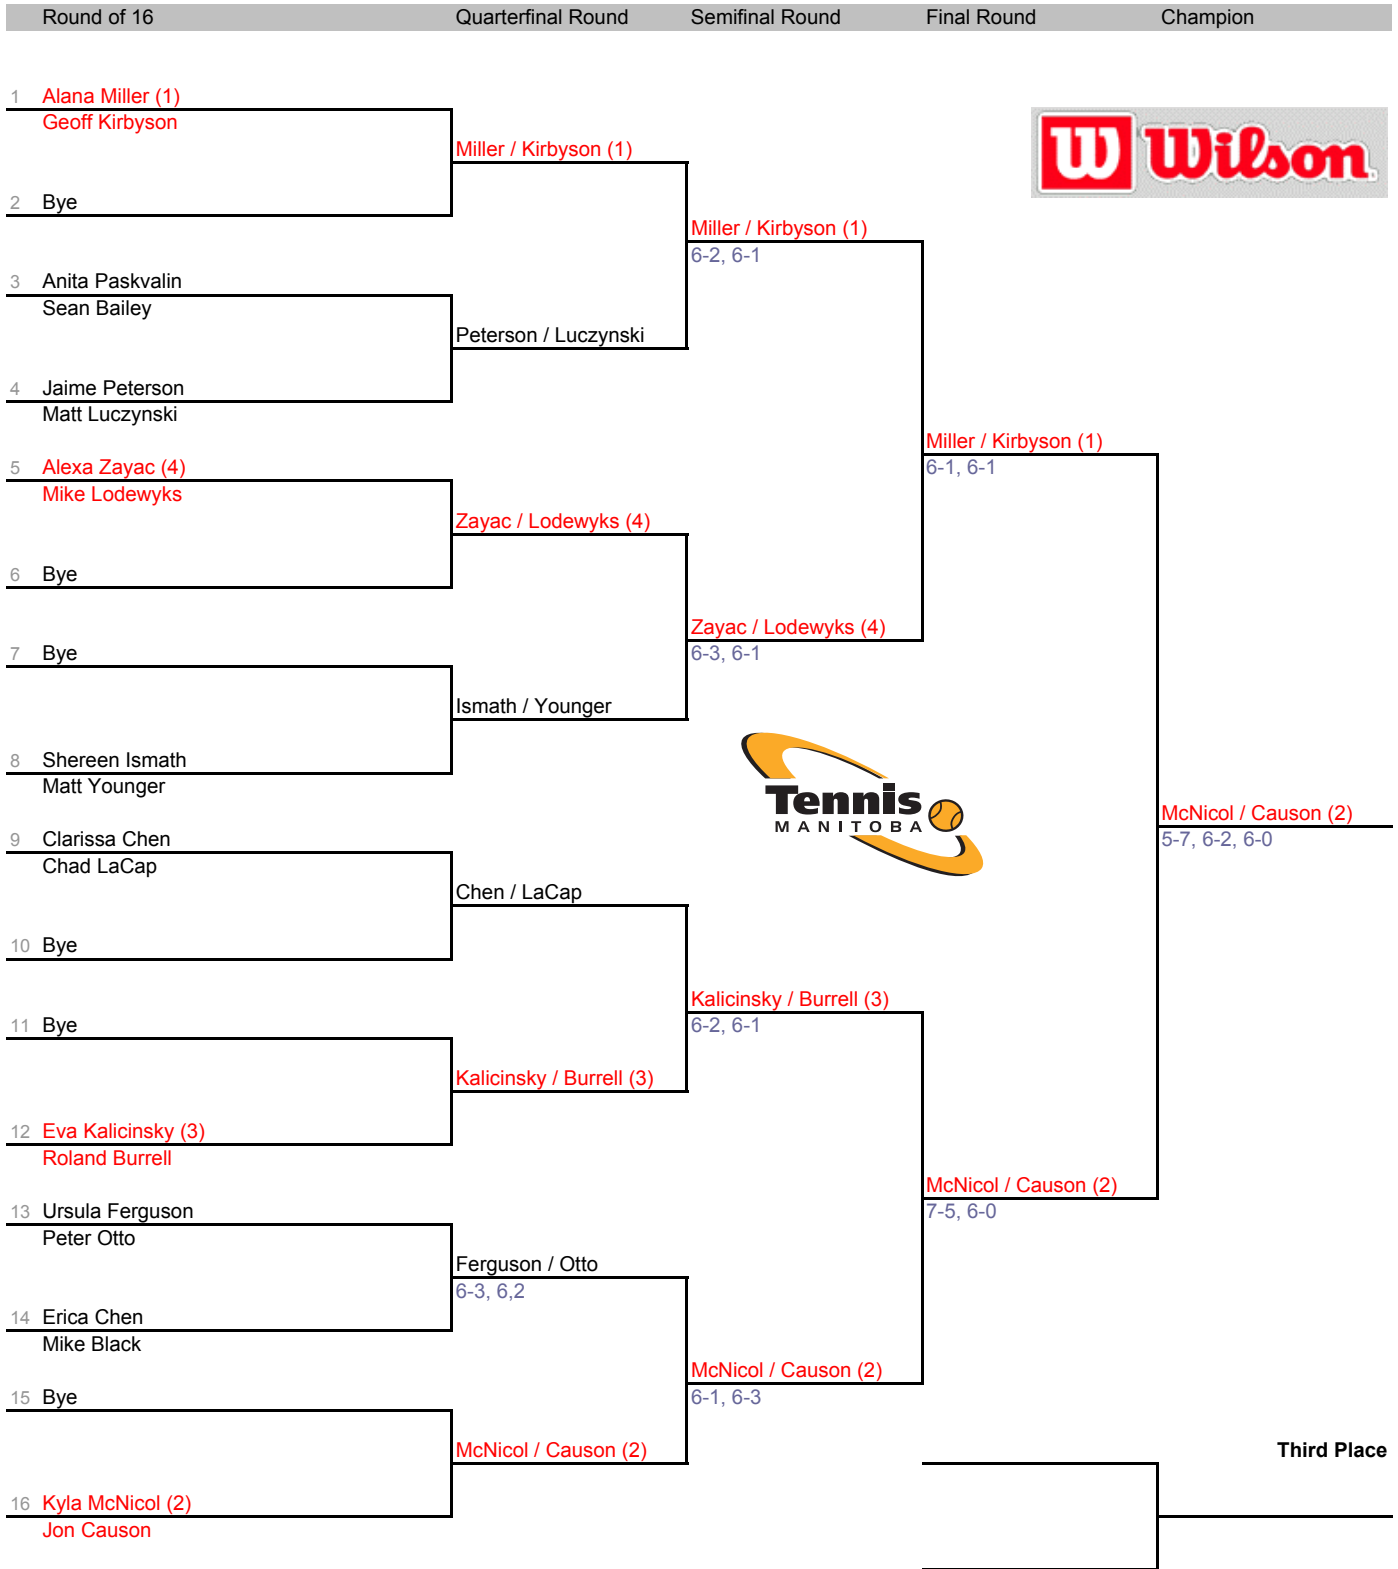 Round of 16 Quarterfinal Round Semifinal Round Final Round Champion
1 Alana Miller (1)
Geoff Kirbyson
Miller / Kirbyson (1)
W Wilson
2 Bye
Miller / Kirbyson (1)
6-2, 6-1
3 Anita Paskvalin
Sean Bailey
Peterson / Luczynski
4 Jaime Peterson
Matt Luczynski
Miller / Kirbyson (1)
6-1, 6-1
5 Alexa Zayac (4)
Mike Lodewyks
Zayac / Lodewyks (4)
6 Bye
Zayac / Lodewyks (4)
6-3, 6-1
7 Bye
Ismath / Younger
8 Shereen Ismath
Matt Younger
Tennis
MANITOBA
McNicol / Causon (2)
5-7, 6-2, 6-0
9 Clarissa Chen
Chad LaCap
Chen / LaCap
10 Bye
Kalicinsky / Burrell (3)
6-2, 6-1
11 Bye
Kalicinsky / Burrell (3)
12 Eva Kalicinsky (3)
Roland Burrell
McNicol / Causon (2)
7-5, 6-0
13 Ursula Ferguson
Peter Otto
Ferguson / Otto
6-3, 6,2
14 Erica Chen
Mike Black
McNicol / Causon (2)
6-1, 6-3
15 Bye
McNicol / Causon (2)
Third Place
16 Kyla McNicol (2)
Jon Causon